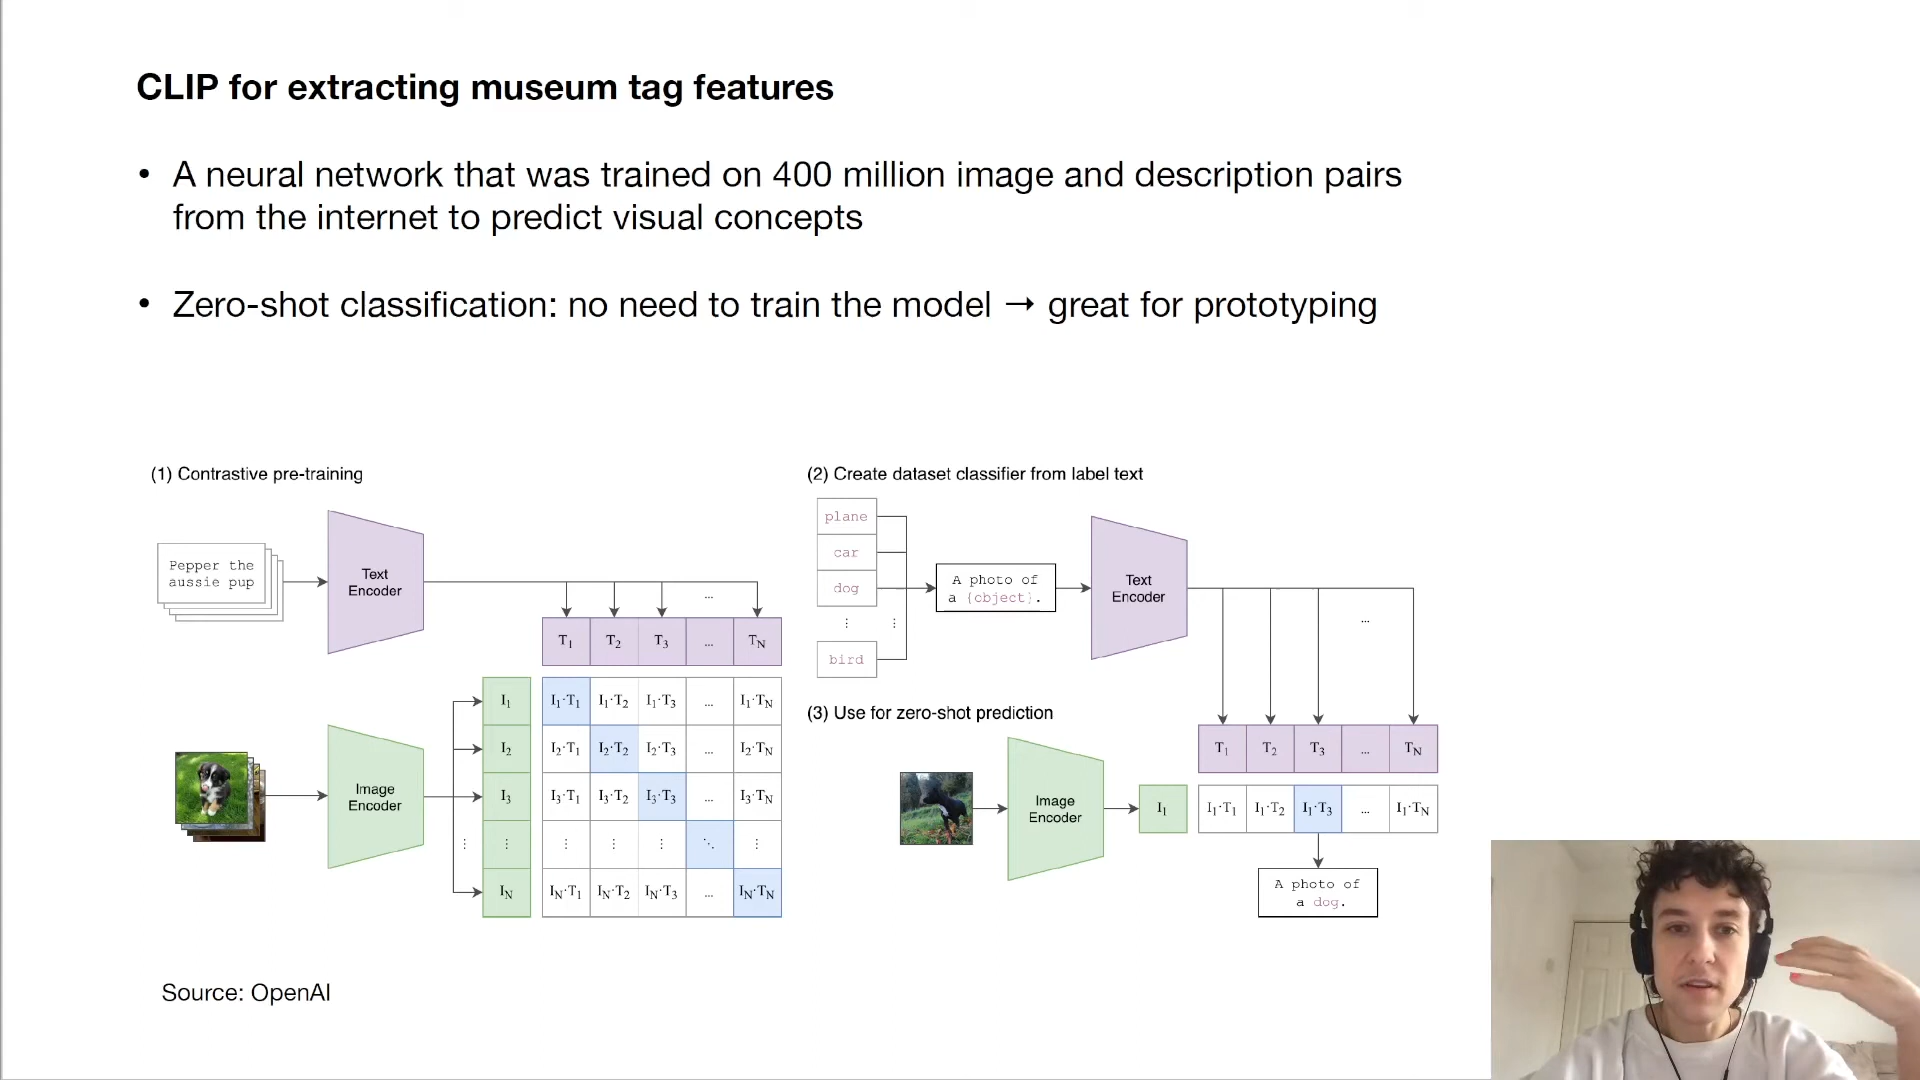 CLIP for extracting museum tag features
• A neural network that was trained on 400 million image and description pairs
from the internet to predict visual concepts
• Zero-shot classification: no need to train the model → great for prototyping
(1) Contrastive pre-training
Pepper the
aussie pup
Text
Encoder
...
T1 T2 T3 ... TN
Image
Encoder
I1 I1·T1 I1·T2 I1·T3 ... I1·TN
I2 I2·T1 I2·T2 I2·T3 ... I2·TN
I3 I3·T1 I3·T2 I3·T3 ... I3·TN
⋮ ⋮ ⋮ ⋮ ⋮ ⋱ ⋮
IN IN·T1 IN·T2 IN·T3 ... IN·TN
(2) Create dataset classifier from label text
plane
car
dog
⋮ ⋮
bird
A photo of
a {object}.
Text
Encoder
...
(3) Use for zero-shot prediction
T1 T2 T3 ... TN
Image
Encoder
I1 I1·T1 I1·T2 I1·T3 ... I1·TN
A photo of
a dog.
Source: OpenAI